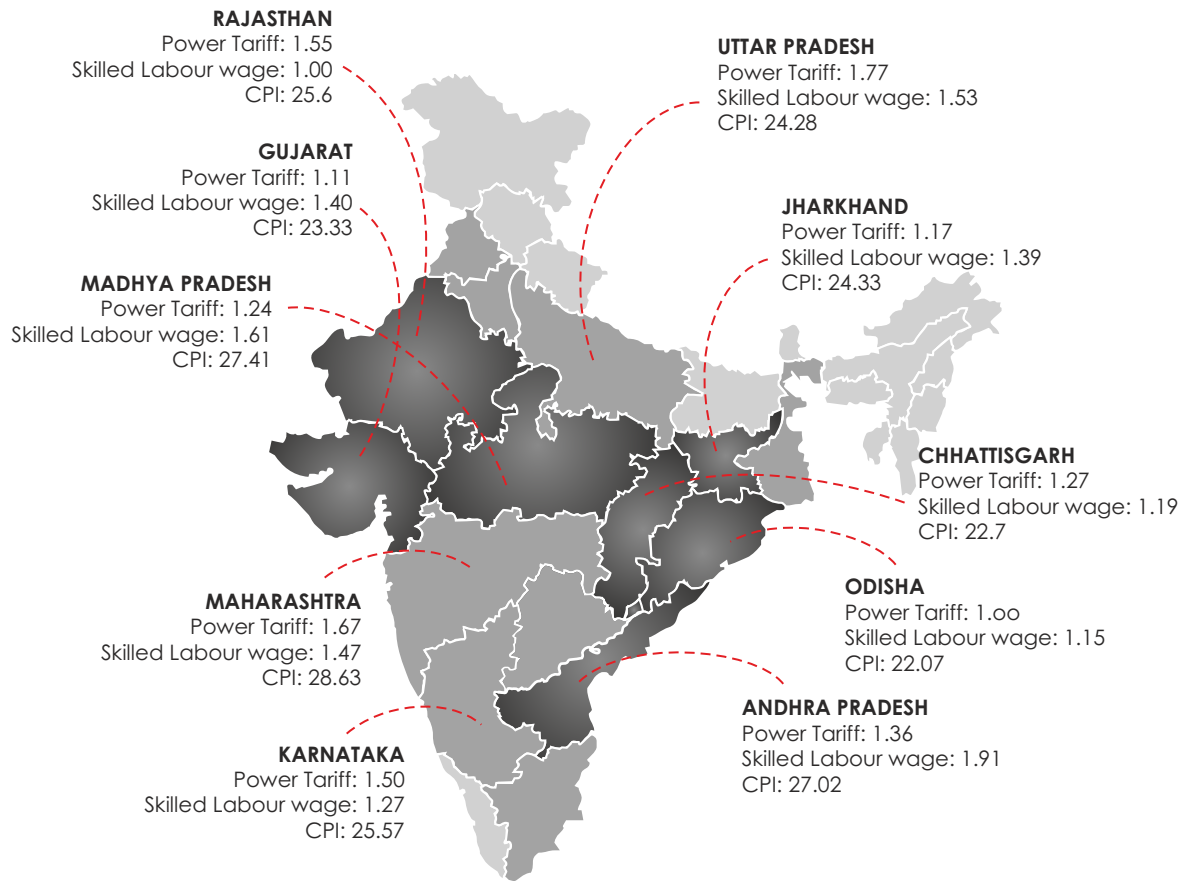 RAJASTHAN
Power Tariff: 1.55
Skilled Labour wage: 1.00
CPI: 25.6
UTTAR PRADESH
Power Tariff: 1.77
Skilled Labour wage: 1.53
CPI: 24.28
GUJARAT
Power Tariff: 1.11
Skilled Labour wage: 1.40
CPI: 23.33
JHARKHAND
Power Tariff: 1.17
Skilled Labour wage: 1.39
CPI: 24.33
MADHYA PRADESH
Power Tariff: 1.24
Skilled Labour wage: 1.61
CPI: 27.41
CHHATTISGARH
Power Tariff: 1.27
Skilled Labour wage: 1.19
CPI: 22.7
ODISHA
Power Tariff: 1.oo
Skilled Labour wage: 1.15
CPI: 22.07
MAHARASHTRA
Power Tariff: 1.67
Skilled Labour wage: 1.47
CPI: 28.63
ANDHRA PRADESH
Power Tariff: 1.36
Skilled Labour wage: 1.91
CPI: 27.02
KARNATAKA
Power Tariff: 1.50
Skilled Labour wage: 1.27
CPI: 25.57